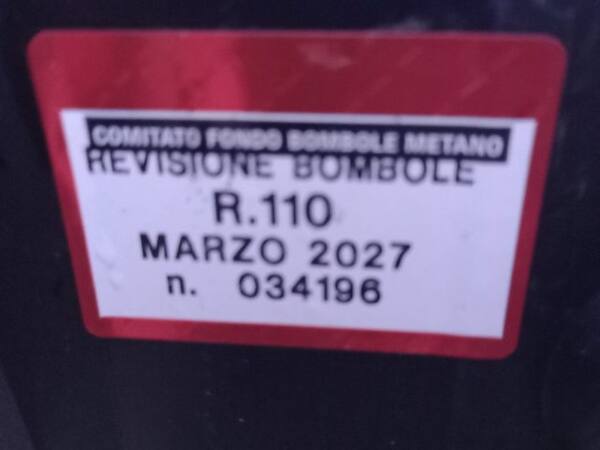 COMITATO FONDO BOMBOLE METANO
REVISIONE BOMBOLE
R.110
MARZO 2027
n. 034196